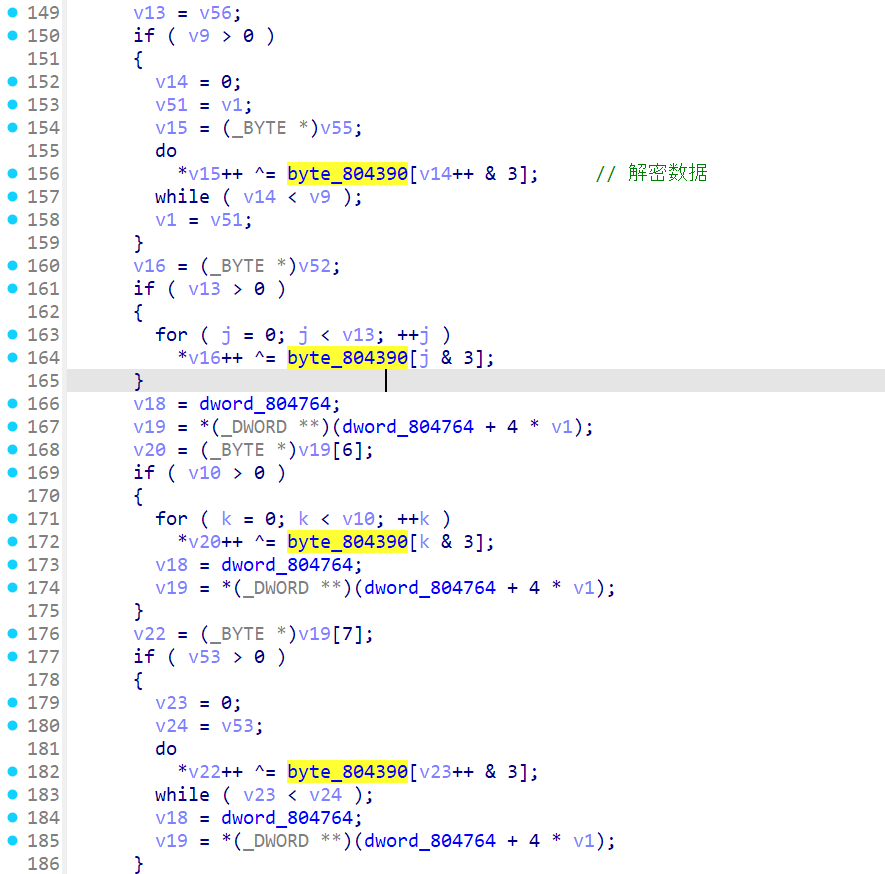 149 v13 = v56;
150 if ( v9 > 0 )
151 {
152 v14 = 0;
153 v51 = v1;
154 v15 = (_BYTE *)v55;
155 do
156 *v15++ ^= byte_804390[v14++ & 3]; // 解密数据
157 while ( v14 < v9 );
158 v1 = v51;
159 }
160 v16 = (_BYTE *)v52;
161 if ( v13 > 0 )
162 {
163 for ( j = 0; j < v13; ++j )
164 *v16++ ^= byte_804390[j & 3];
165 }
166 v18 = dword_804764;
167 v19 = *(_DWORD **)(dword_804764 + 4 * v1);
168 v20 = (_BYTE *)v19[6];
169 if ( v10 > 0 )
170 {
171 for ( k = 0; k < v10; ++k )
172 *v20++ ^= byte_804390[k & 3];
173 v18 = dword_804764;
174 v19 = *(_DWORD **)(dword_804764 + 4 * v1);
175 }
176 v22 = (_BYTE *)v19[7];
177 if ( v53 > 0 )
178 {
179 v23 = 0;
180 v24 = v53;
181 do
182 *v22++ ^= byte_804390[v23++ & 3];
183 while ( v23 < v24 );
184 v18 = dword_804764;
185 v19 = *(_DWORD **)(dword_804764 + 4 * v1);
186 }